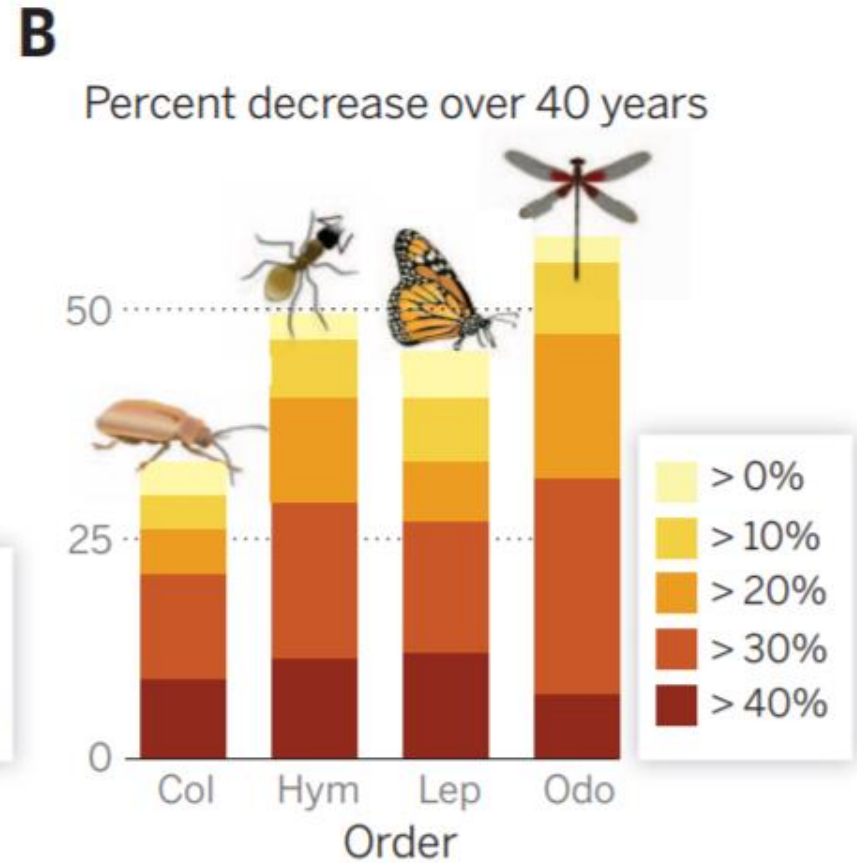 B
Percent decrease over 40 years
50
25
0
Col Hym Lep Odo
Order
> 0%
> 10%
> 20%
> 30%
> 40%